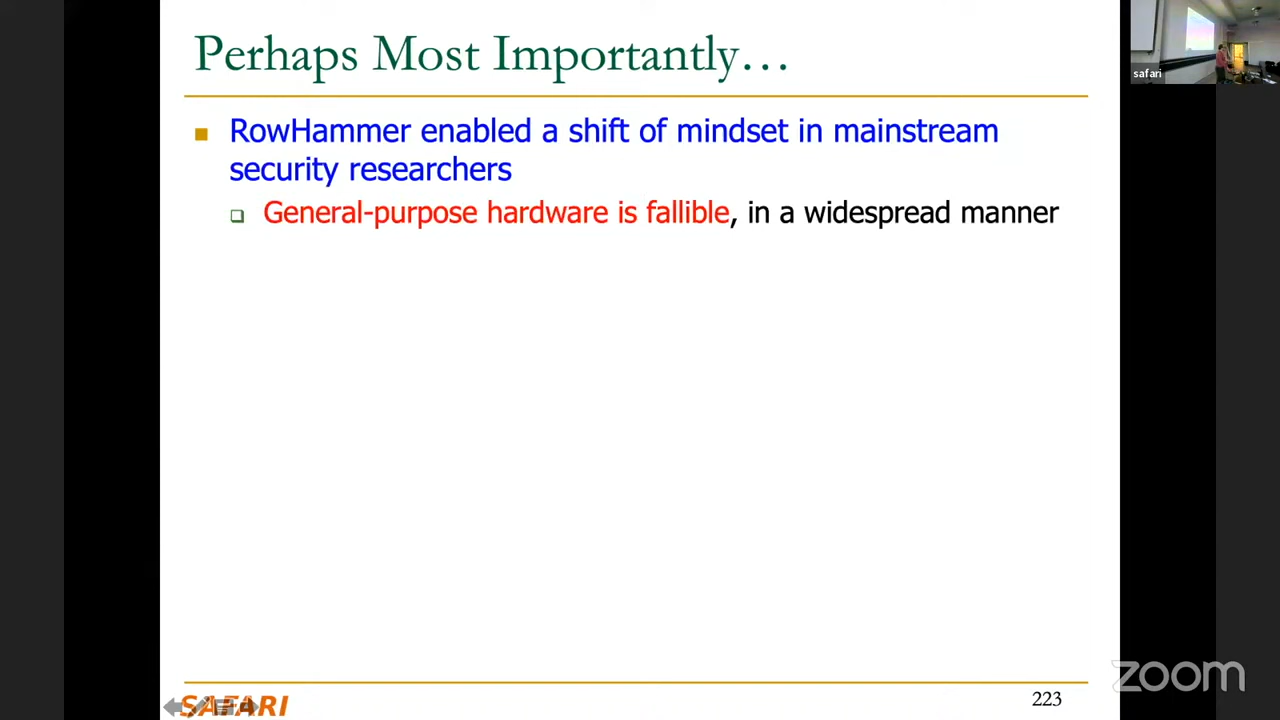 Perhaps Most Importantly…
RowHammer enabled a shift of mindset in mainstream
security researchers
General-purpose hardware is fallible, in a widespread manner
SAFARI
223
safari
zoom